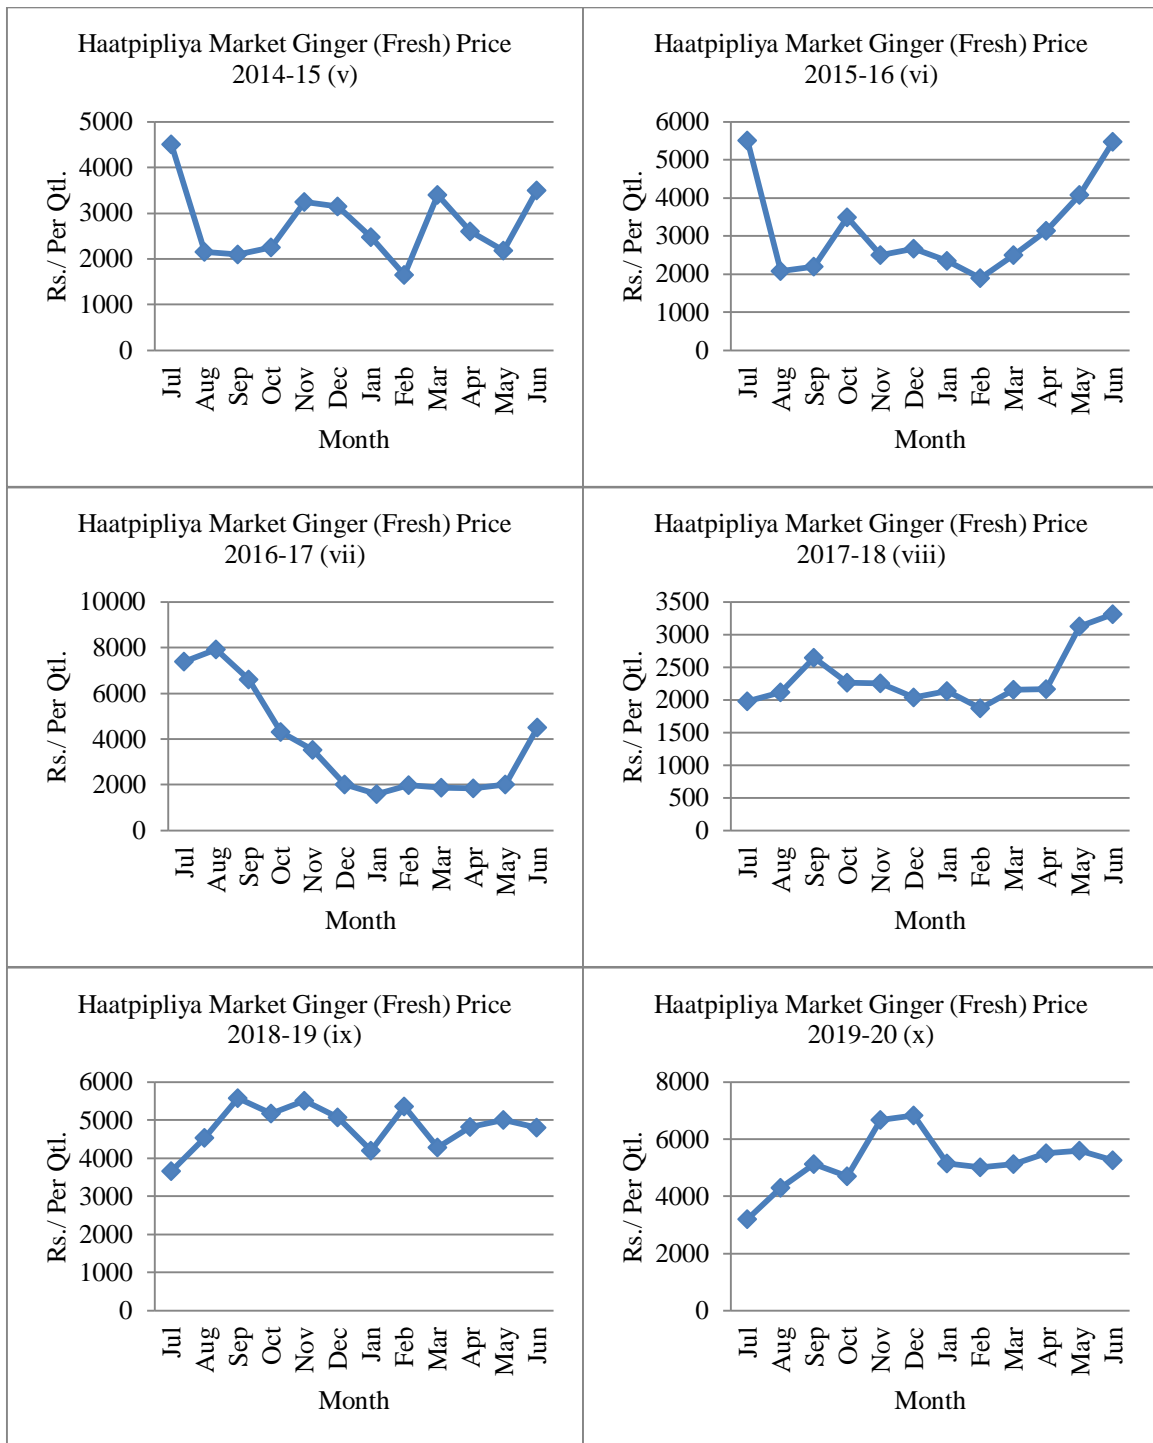 Haatpipliya Market Ginger (Fresh) Price
2014-15 (v)
5000
4000
3000
2000
1000
0
Rs./ Per Qtl.
Jul Aug Sep Oct Nov Dec Jan Feb Mar Apr May Jun
Month
Haatpipliya Market Ginger (Fresh) Price
2015-16 (vi)
6000
5000
4000
3000
2000
1000
0
Rs./ Per Qtl.
Jul Aug Sep Oct Nov Dec Jan Feb Mar Apr May Jun
Month
Haatpipliya Market Ginger (Fresh) Price
2016-17 (vii)
10000
8000
6000
4000
2000
0
Rs./ Per Qtl.
Jul Aug Sep Oct Nov Dec Jan Feb Mar Apr May Jun
Month
Haatpipliya Market Ginger (Fresh) Price
2017-18 (viii)
3500
3000
2500
2000
1500
1000
500
0
Rs./ Per Qtl.
Jul Aug Sep Oct Nov Dec Jan Feb Mar Apr May Jun
Month
Haatpipliya Market Ginger (Fresh) Price
2018-19 (ix)
6000
5000
4000
3000
2000
1000
0
Rs./ Per Qtl.
Jul Aug Sep Oct Nov Dec Jan Feb Mar Apr May Jun
Month
Haatpipliya Market Ginger (Fresh) Price
2019-20 (x)
8000
6000
4000
2000
0
Rs./ Per Qtl.
Jul Aug Sep Oct Nov Dec Jan Feb Mar Apr May Jun
Month